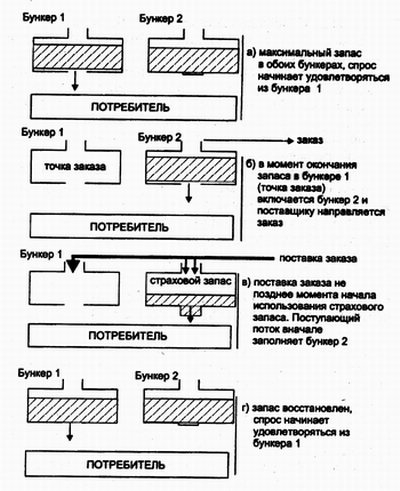 Бункер 1
Бункер 2
а) максимальный запас
в обоих бункерах, спрос
начинает удовлетворяться
из бункера 1
ПОТРЕБИТЕЛЬ
Бункер 1
Бункер 2
заказ
точка заказа
б) в момент окончания
запаса в бункере 1
(точка заказа)
включается бункер 2 и
поставщику направляется
заказ
ПОТРЕБИТЕЛЬ
Бункер 1
поставка заказа
страховой запас
в) поставка заказа не
позднее момента начала
использования страхового
запаса. Поступающий
поток вначале
заполняет бункер 2
ПОТРЕБИТЕЛЬ
Бункер 1
Бункер 2
г) запас восстановлен,
спрос начинает
удовлетворяться из
бункера 1
ПОТРЕБИТЕЛЬ